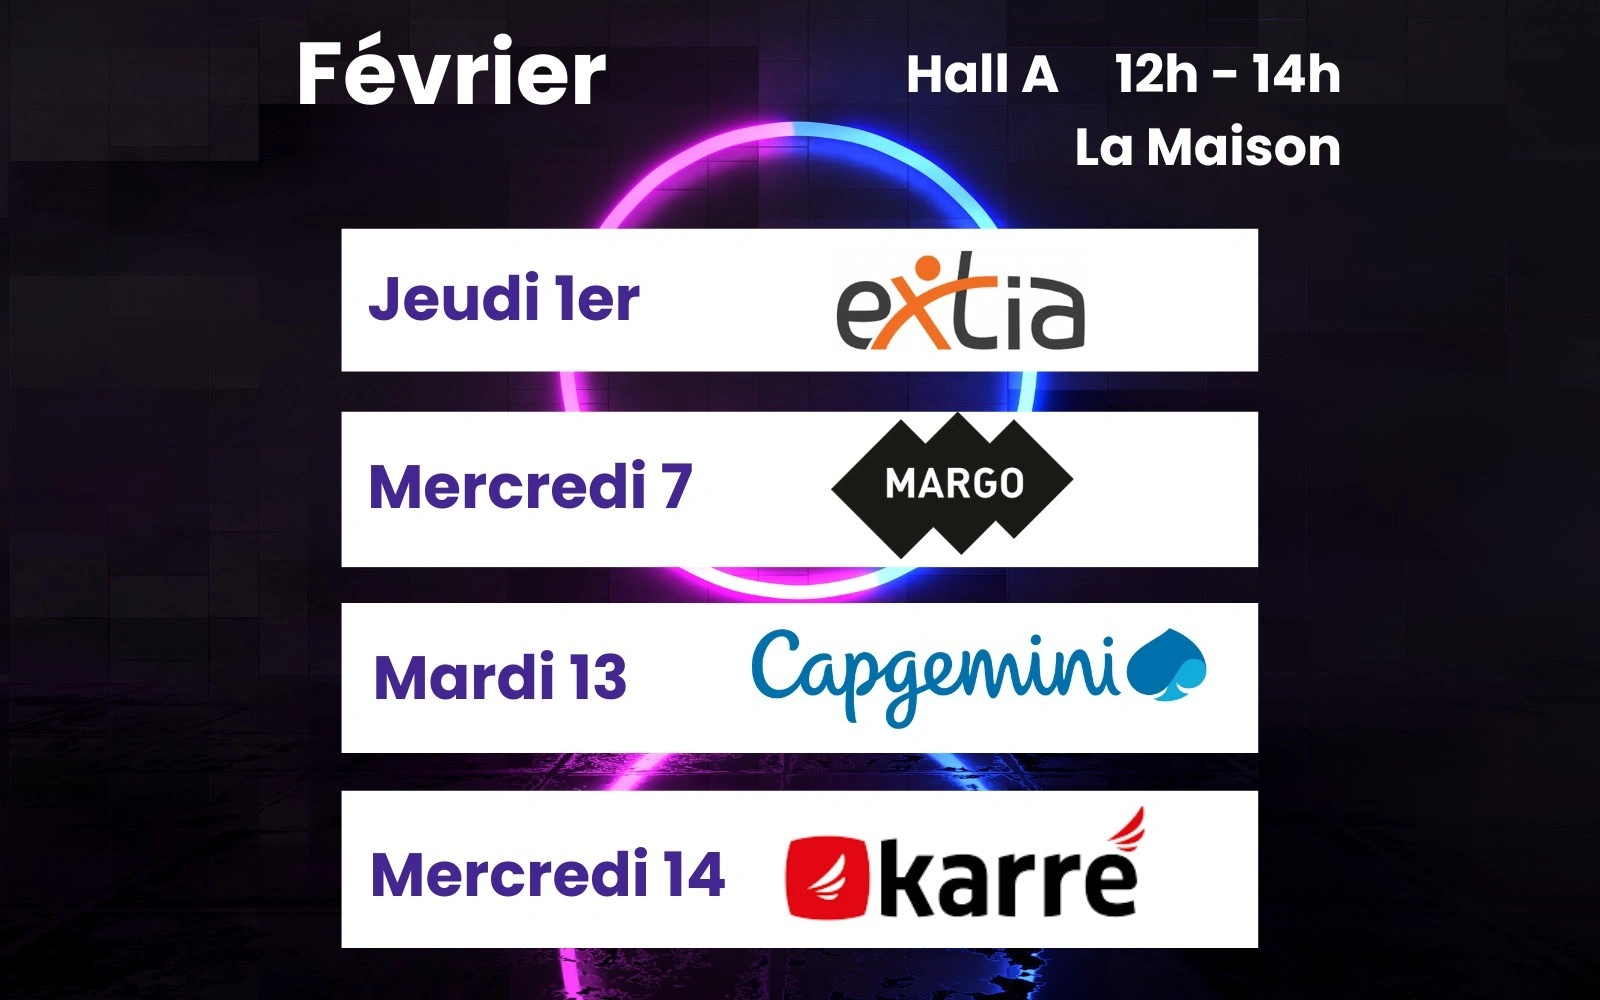 Février
Hall A 12h - 14h
La Maison
Jeudi 1er
extia
Mercredi 7
MARGO
Mardi 13
Capgemini
Mercredi 14
karré